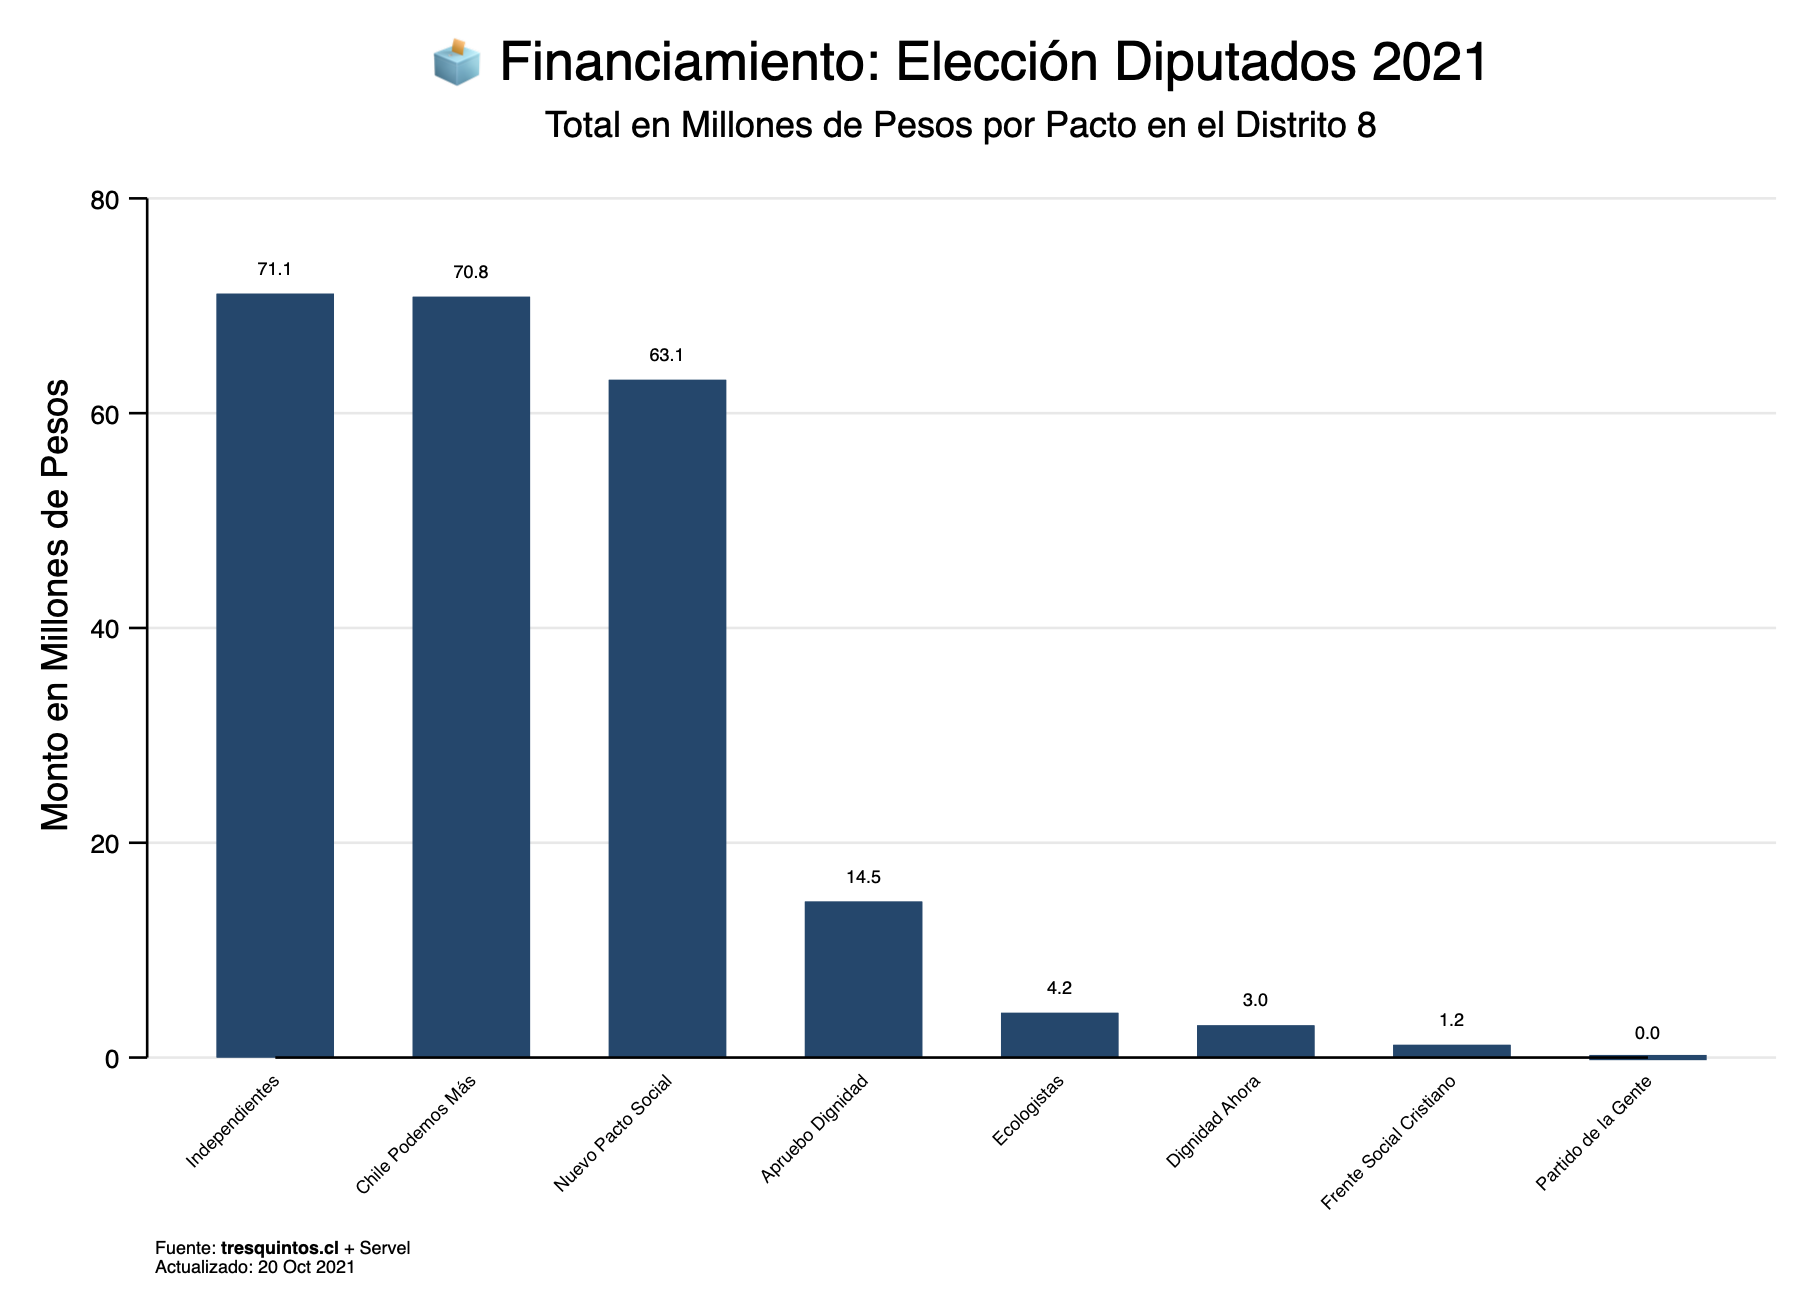 Financiamiento: Elección Diputados 2021
Total en Millones de Pesos por Pacto en el Distrito 8
Monto en Millones de Pesos
80
60
40
20
0
71.1
70.8
63.1
14.5
4.2
3.0
1.2
0.0
Independientes
Chile Podemos Más
Nuevo Pacto Social
Apruebo Dignidad
Ecologistas
Dignidad Ahora
Frente Social Cristiano
Partido de la Gente
Fuente: tresquintos.cl + Servel
Actualizado: 20 Oct 2021